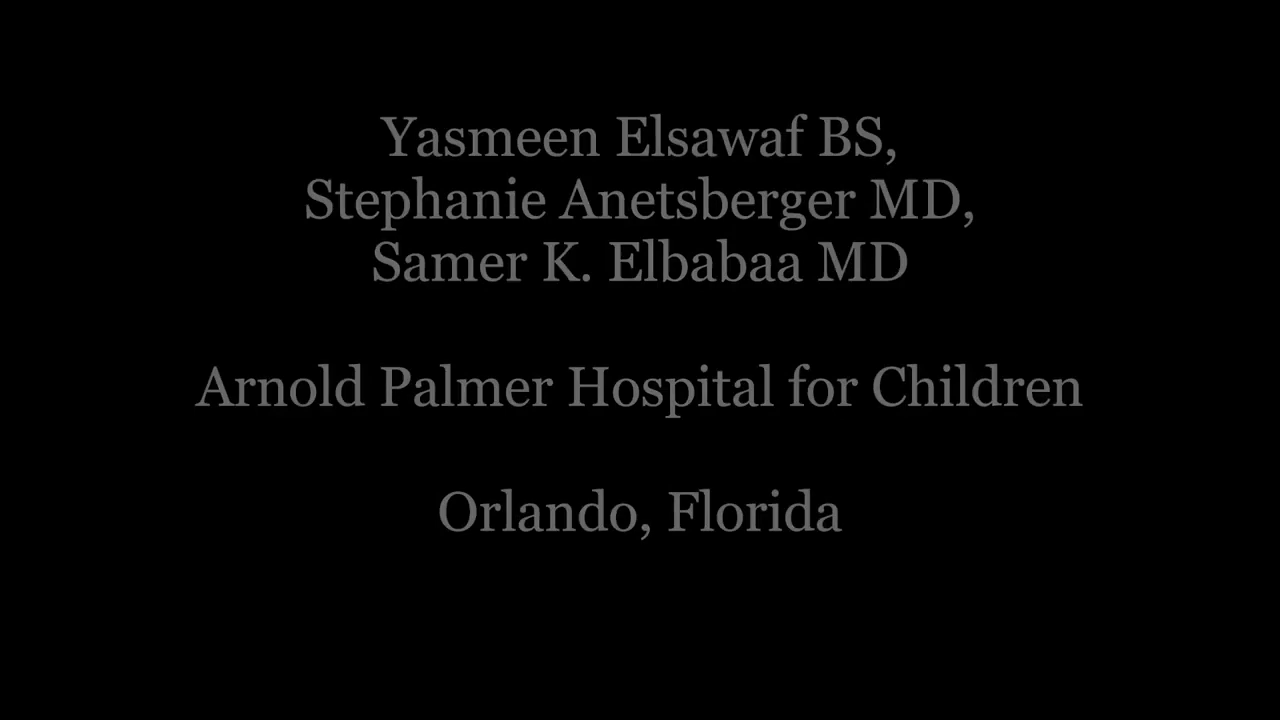 Yasmeen Elsawaf BS,
Stephanie Anetsberger MD,
Samer K. Elbabaa MD
Arnold Palmer Hospital for Children
Orlando, Florida